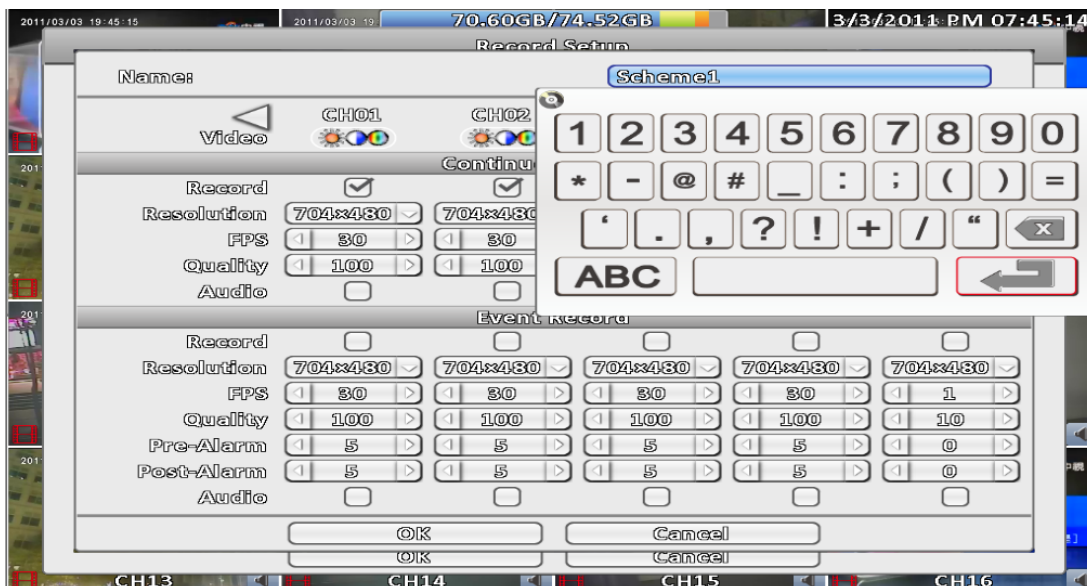 2011/03/03 19:45:15
2011/03/03 19
70.60GB/74.52GB
3/3/2011 PM 07:45:14
Record Setup
Name:
Scheme1
CH01
CH02
Video
1 2 3 4 5 6 7 8 9 0
Continu
* - @ # _ : ; ( ) =
Record
Resolution 704x480 704x480
‘ . , ? ! + / “ X
FPS 30 30
Quality 100 100
ABC
Audio
Event Record
Record
Resolution 704x480 704x480 704x480 704x480 704x480
FPS 30 30 30 30 1
Quality 100 100 100 100 10
Pre-Alarm 5 5 5 5 0
Post-Alarm 5 5 5 5 0
Audio
OK Cancel
OK Cancel
CH13 CH14 CH15 CH16